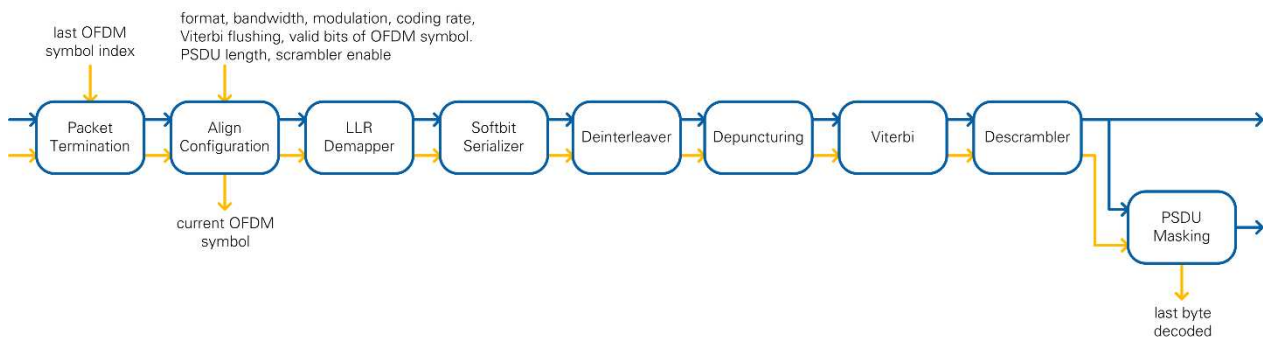 format, bandwidth, modulation, coding rate,
Viterbi flushing, valid bits of OFDM symbol.
PSDU length, scrambler enable
last OFDM
symbol index
Packet
Termination
Align
Configuration
LLR
Demapper
Softbit
Serializer
Deinterleaver
Depuncturing
Viterbi
Descrambler
current OFDM
symbol
PSDU
Masking
last byte
decoded